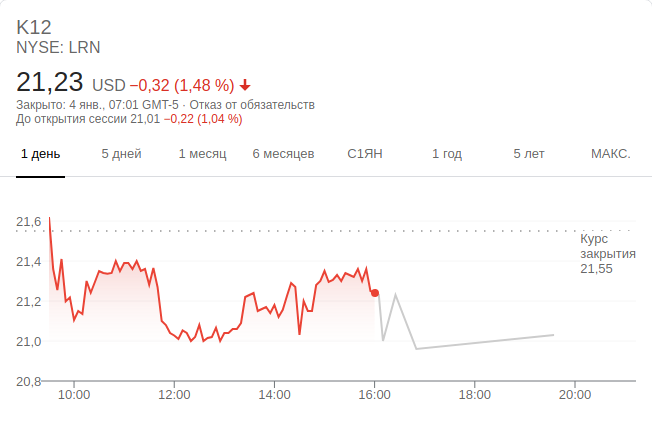 K12
NYSE: LRN
21,23 USD −0,32 (1,48 %)
Закрыто: 4 янв., 07:01 GMT-5 · Отказ от обязательств
До открытия сессии 21,01 −0,22 (1,04 %)
1 день 5 дней 1 месяц 6 месяцев С1ЯН 1 год 5 лет МАКС.
21,6
Курс
закрытия
21,55
21,4
21,2
21,0
20,8
10:00 12:00 14:00 16:00 18:00 20:00